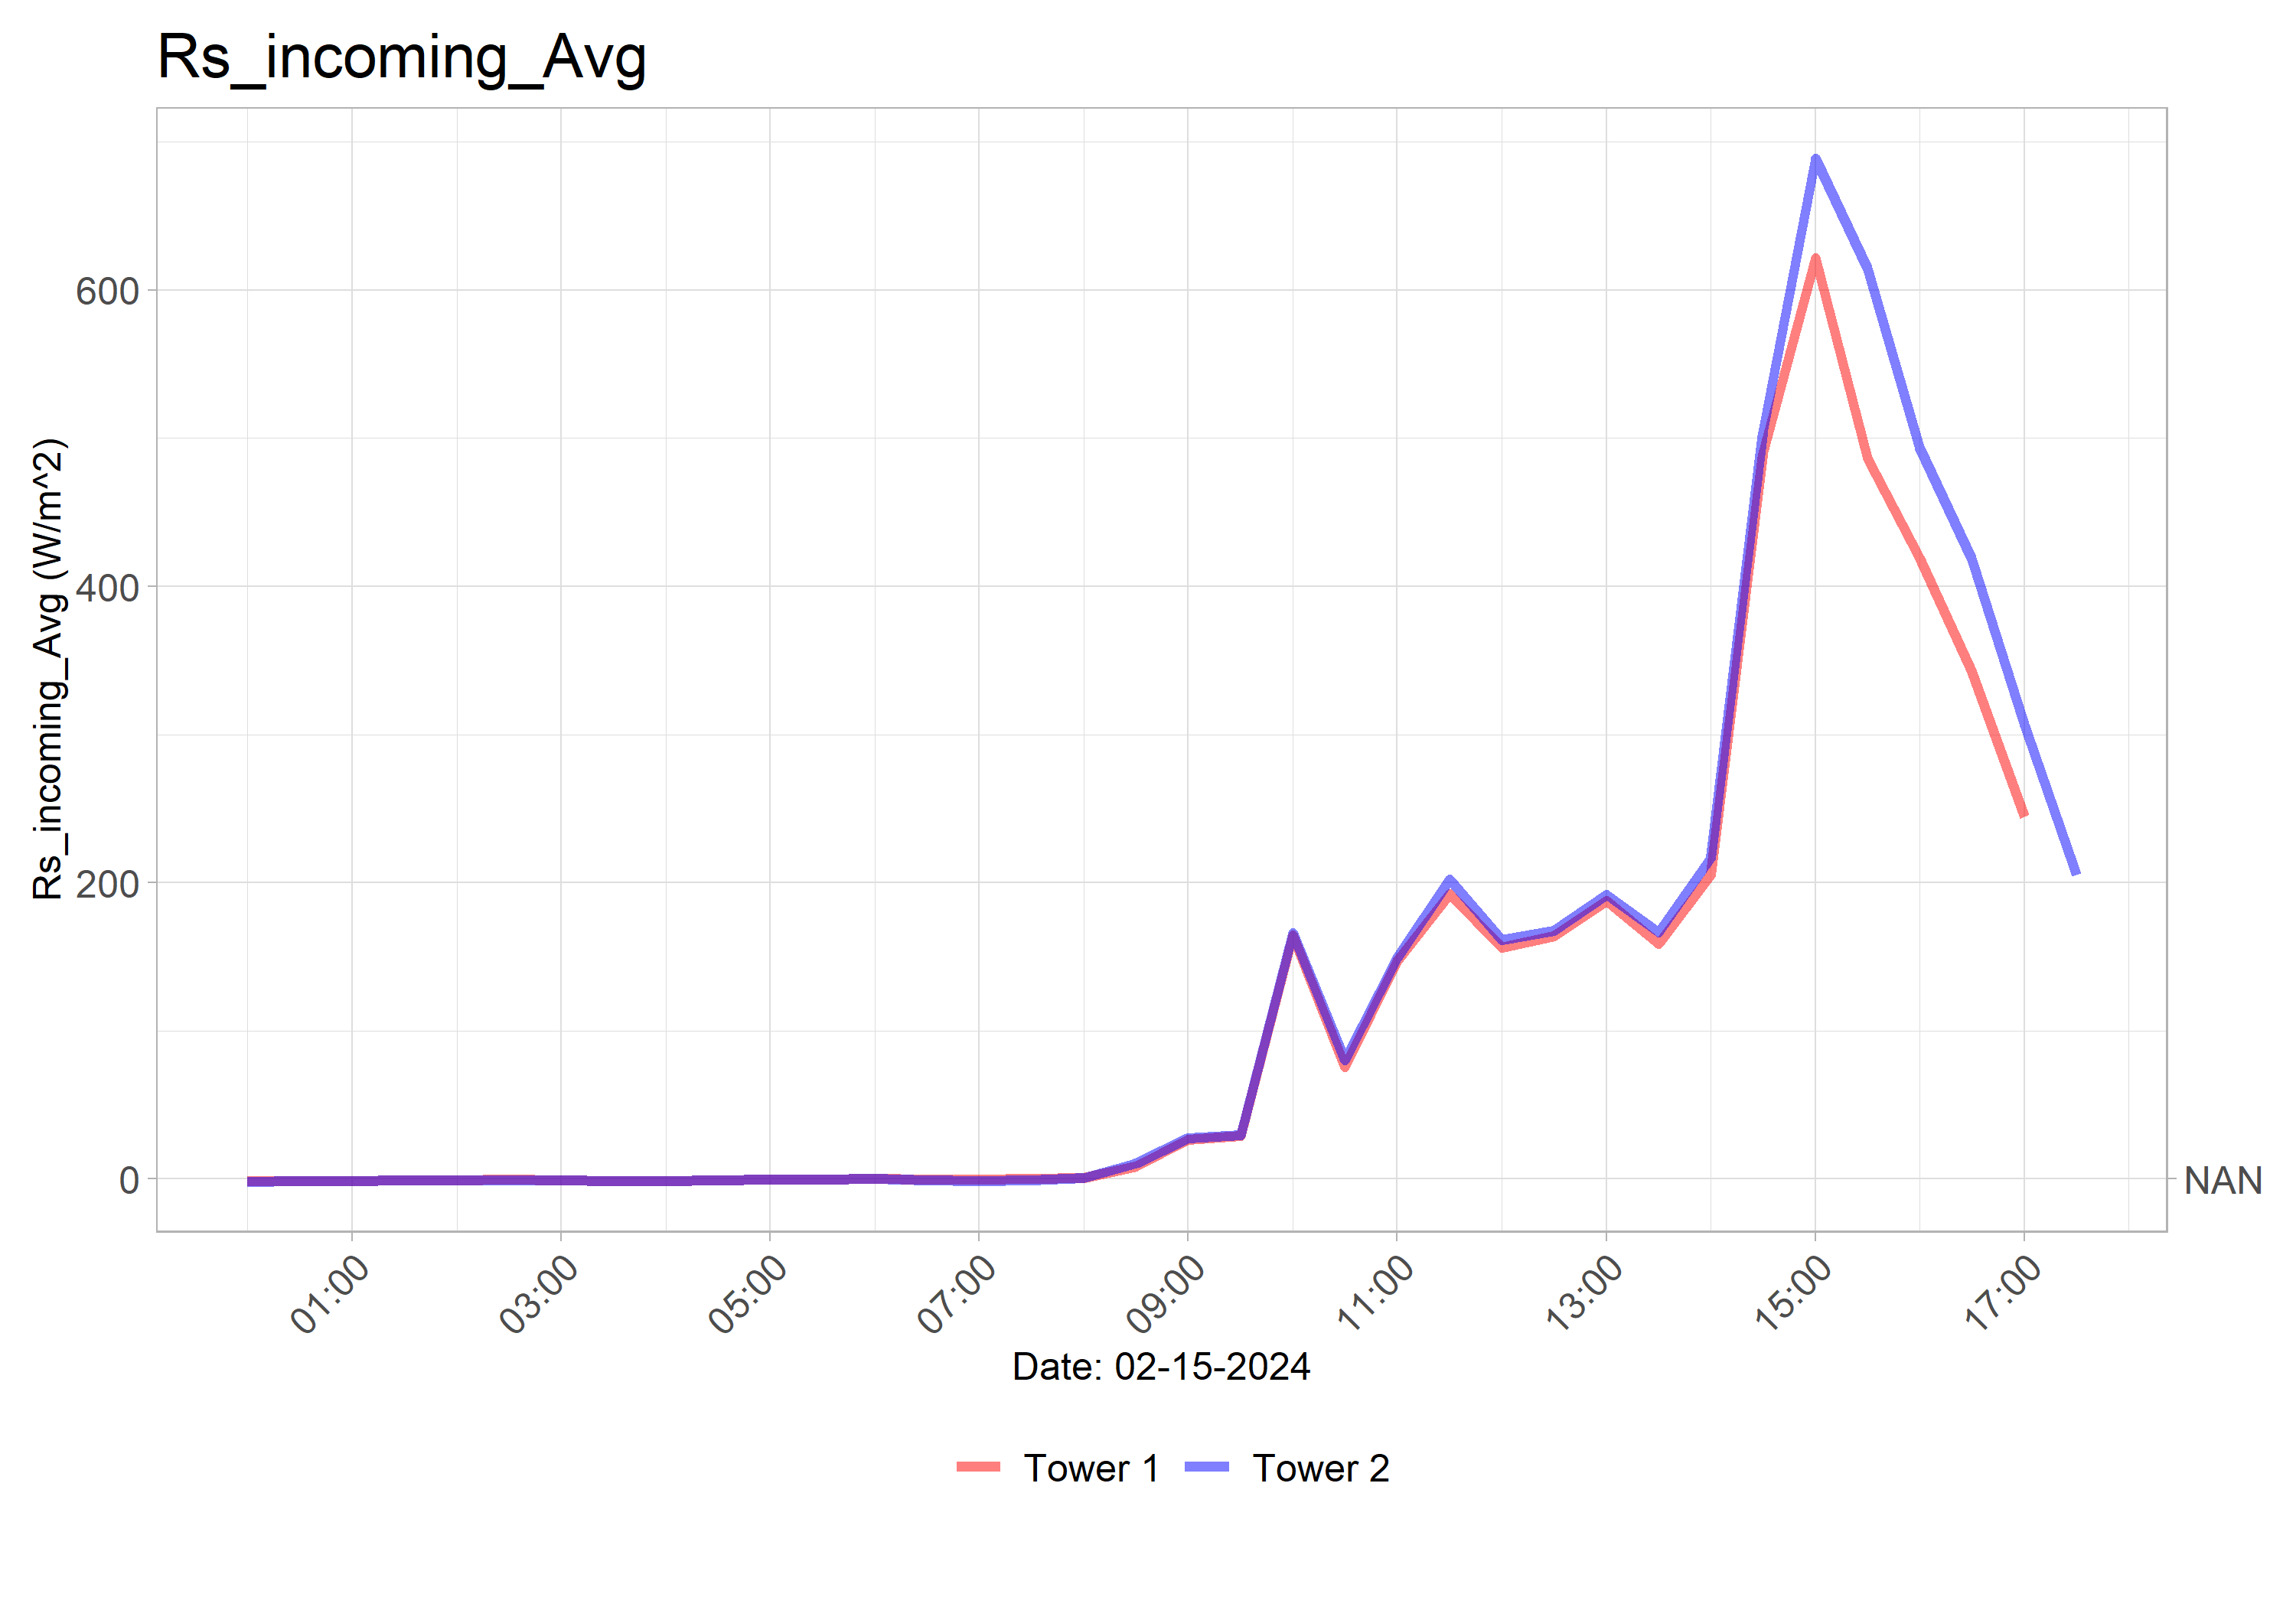 Rs_incoming_Avg
Rs_incoming_Avg (W/m^2)
600
400
200
0
NAN
01:00
03:00
05:00
07:00
09:00
11:00
13:00
15:00
17:00
Date: 02-15-2024
Tower 1
Tower 2